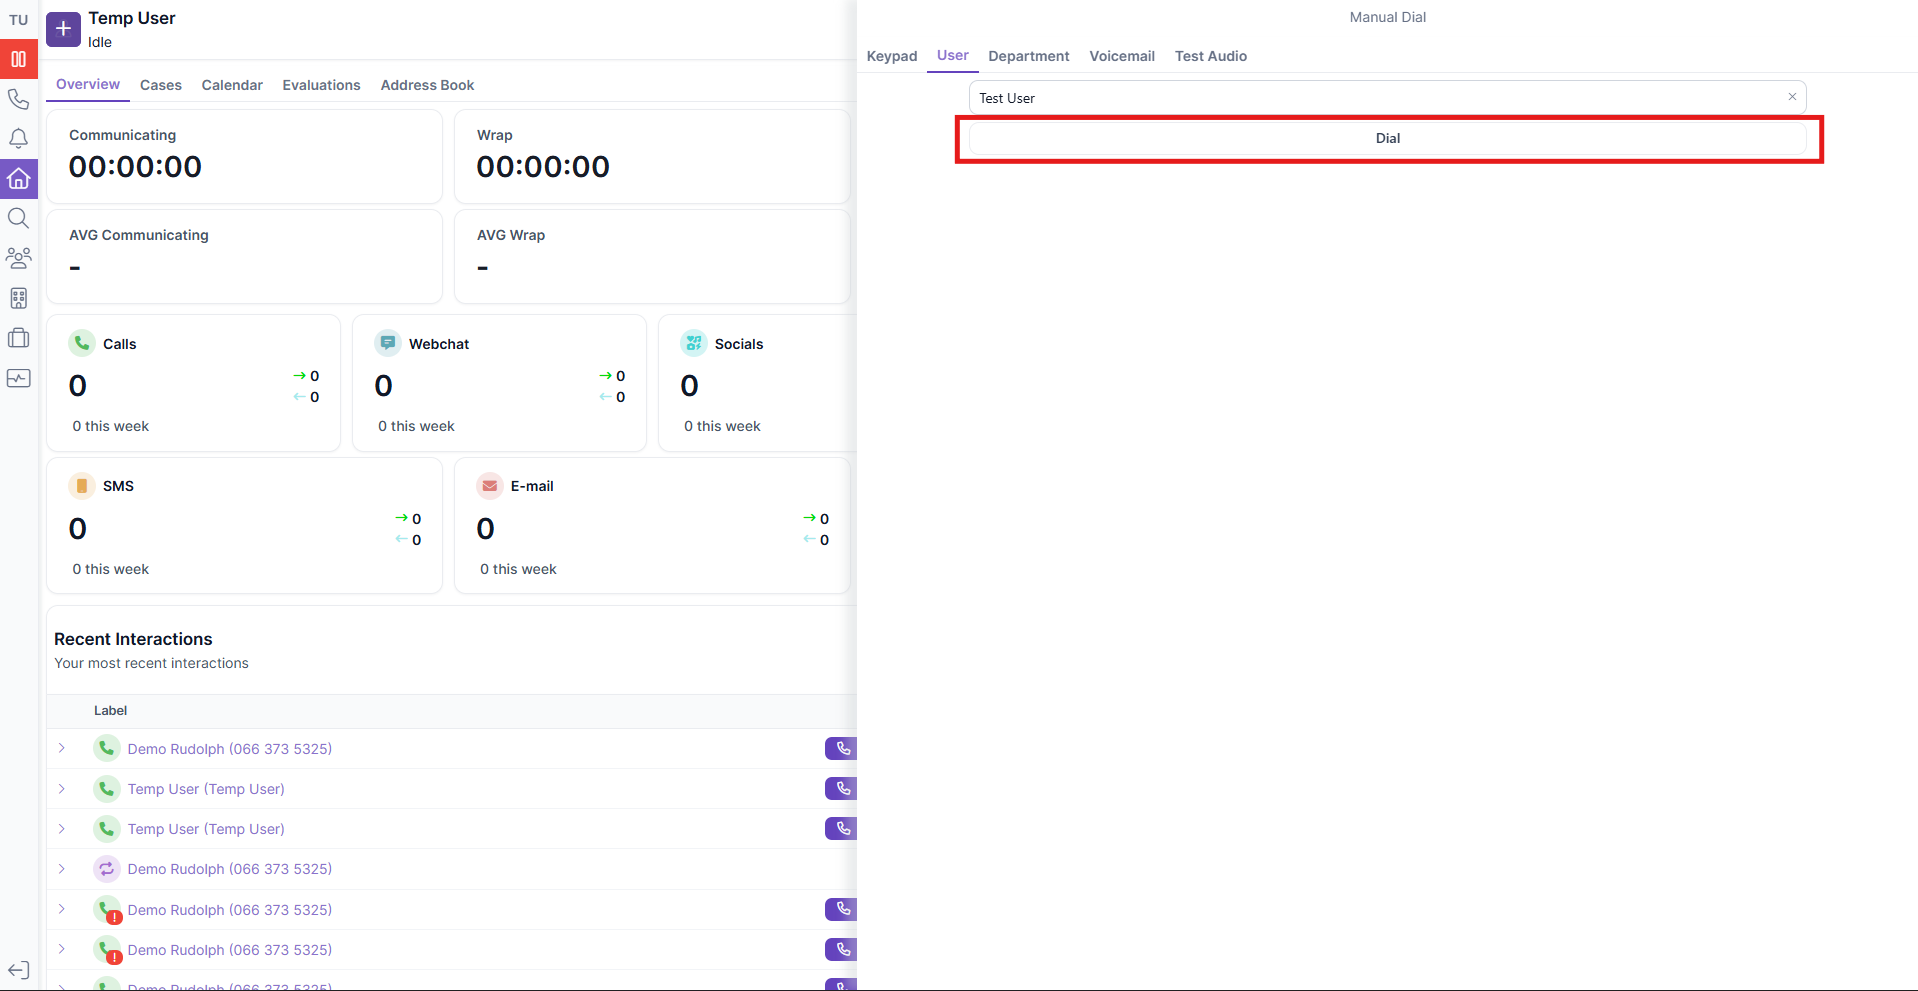 TU
Temp User
Idle
Overview Cases Calendar Evaluations Address Book
Communicating
00:00:00
Wrap
00:00:00
AVG Communicating
-
AVG Wrap
-
Calls
0
→ 0
← 0
0 this week
Webchat
0
→ 0
← 0
0 this week
Socials
0
0 this week
SMS
0
→ 0
← 0
0 this week
E-mail
0
→ 0
← 0
0 this week
Recent Interactions
Your most recent interactions
Label
Demo Rudolph (066 373 5325)
Temp User (Temp User)
Temp User (Temp User)
Demo Rudolph (066 373 5325)
Demo Rudolph (066 373 5325)
Demo Rudolph (066 373 5325)
Demo Rudolph (066 373 5325)
Manual Dial
Keypad User Department Voicemail Test Audio
Test User
Dial